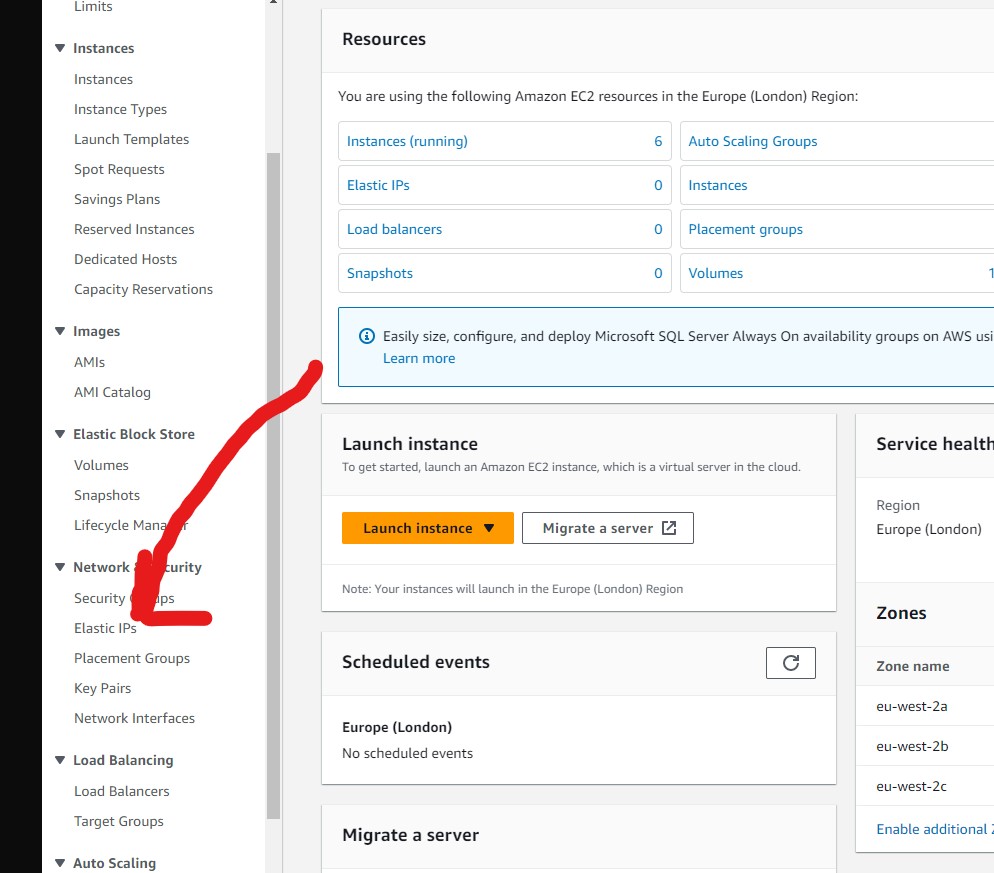 Limits
Instances
Instances
Instance Types
Launch Templates
Spot Requests
Savings Plans
Reserved Instances
Dedicated Hosts
Capacity Reservations
Images
AMIs
AMI Catalog
Elastic Block Store
Volumes
Snapshots
Lifecycle Manager
Network & Security
Security Groups
Elastic IPs
Placement Groups
Key Pairs
Network Interfaces
Load Balancing
Load Balancers
Target Groups
Auto Scaling
Resources
You are using the following Amazon EC2 resources in the Europe (London) Region:
Instances (running) 6 Auto Scaling Groups
Elastic IPs 0 Instances
Load balancers 0 Placement groups
Snapshots 0 Volumes 1
Easily size, configure, and deploy Microsoft SQL Server Always On availability groups on AWS usi
Learn more
Launch instance
To get started, launch an Amazon EC2 instance, which is a virtual server in the cloud.
Launch instance Migrate a server
Note: Your instances will launch in the Europe (London) Region
Scheduled events
Europe (London)
No scheduled events
Migrate a server
Service health
Region
Europe (London)
Zones
Zone name
eu-west-2a
eu-west-2b
eu-west-2c
Enable additional